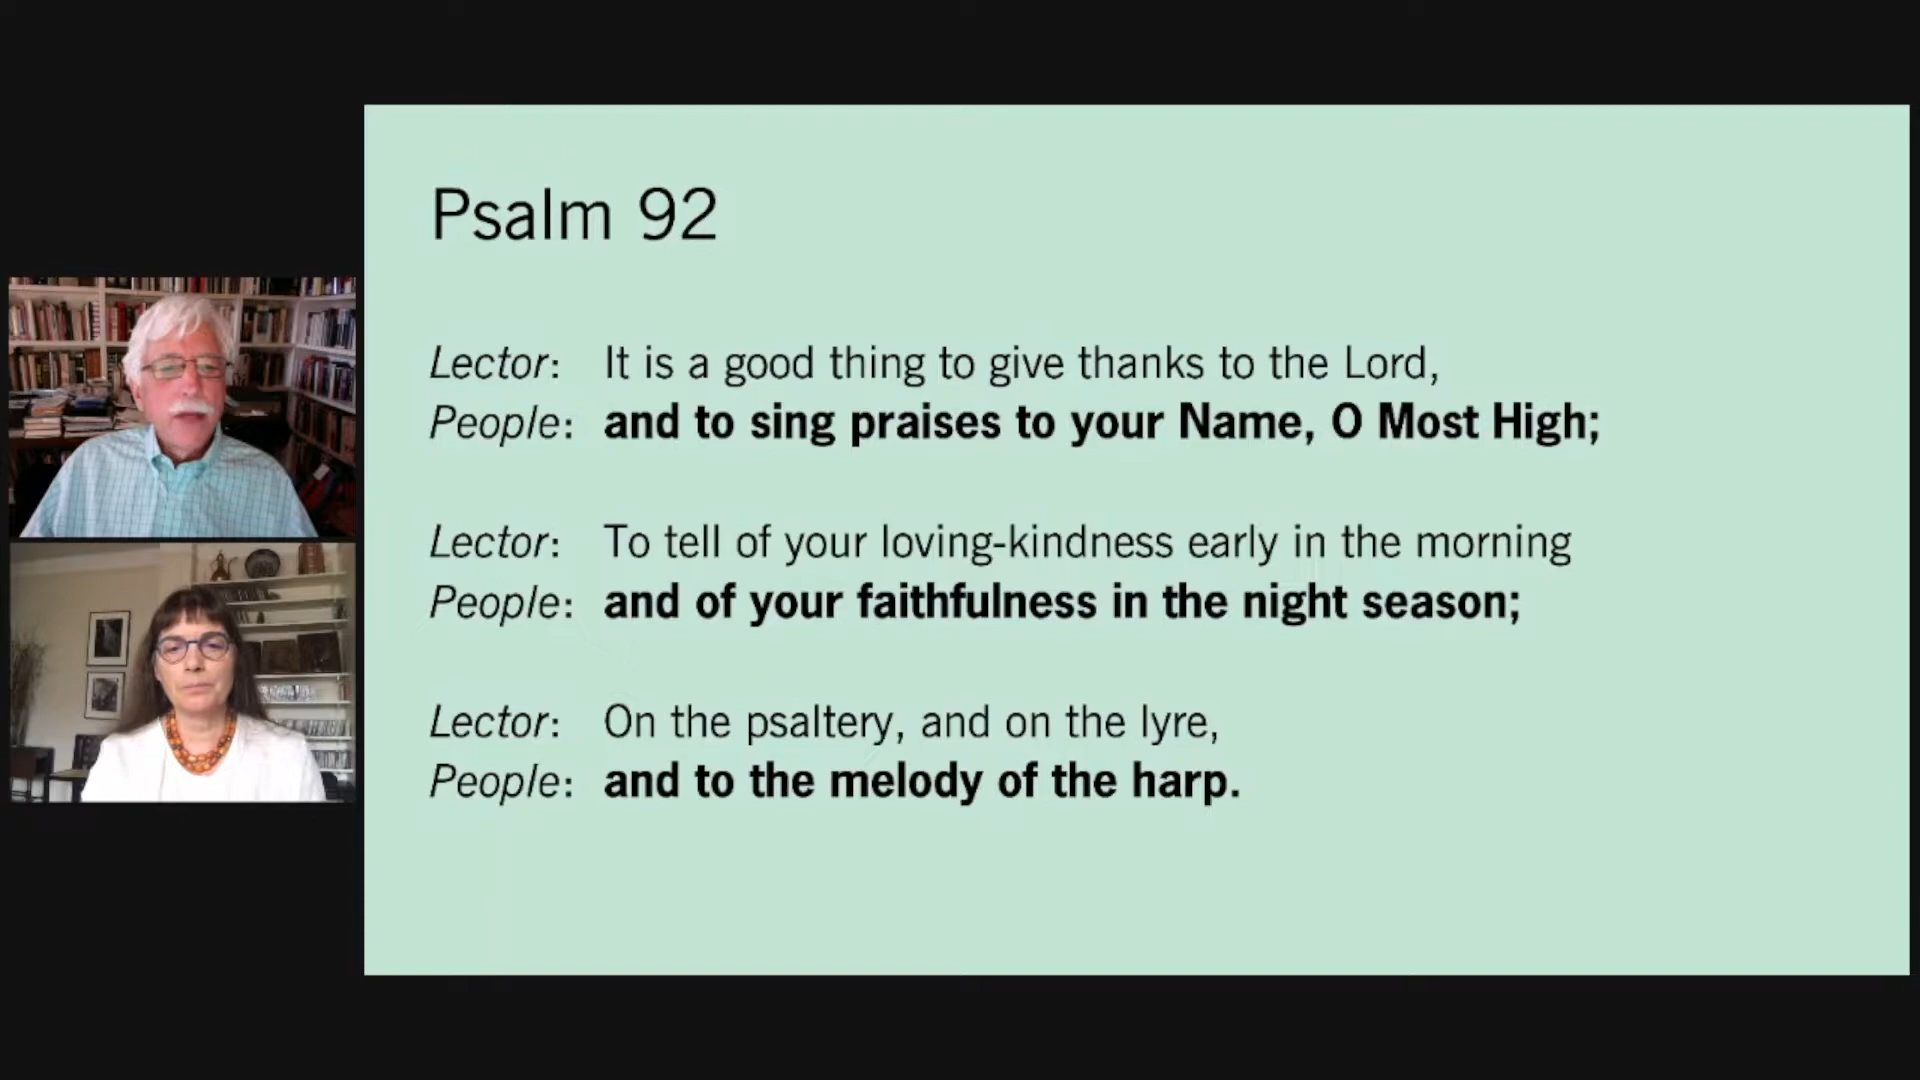 Psalm 92
Lector: It is a good thing to give thanks to the Lord,
People: and to sing praises to your Name, O Most High;
Lector: To tell of your loving-kindness early in the morning
People: and of your faithfulness in the night season;
Lector: On the psaltery, and on the lyre,
People: and to the melody of the harp.